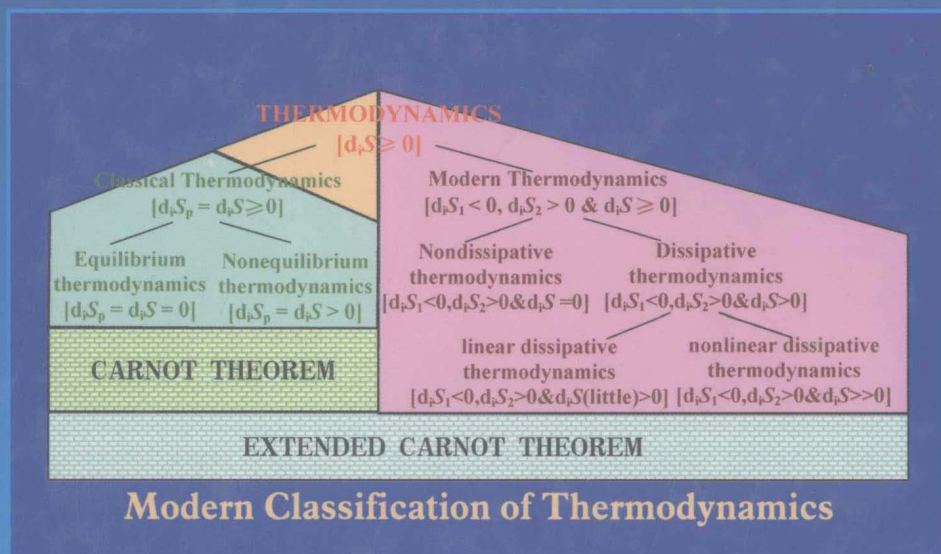 THERMODYNAMICS
[dᵢS ≥ 0]
Classical Thermodynamics
[dᵢSₚ = dᵢS ≥ 0]
Equilibrium
thermodynamics
[dᵢSₚ = dᵢS = 0]
Nonequilibrium
thermodynamics
[dᵢSₚ = dᵢS > 0]
Modern Thermodynamics
[dᵢS₁ < 0, dᵢS₂ > 0 & dᵢS ≥ 0]
Nondissipative
thermodynamics
[dᵢS₁<0,dᵢS₂>0&dᵢS =0]
Dissipative
thermodynamics
[dᵢS₁<0,dᵢS₂>0&dᵢS>0]
linear dissipative
thermodynamics
[dᵢS₁<0,dᵢS₂>0&dᵢS(little)>0]
nonlinear dissipative
thermodynamics
[dᵢS₁<0,dᵢS₂>0&dᵢS>>0]
CARNOT THEOREM
EXTENDED CARNOT THEOREM
Modern Classification of Thermodynamics